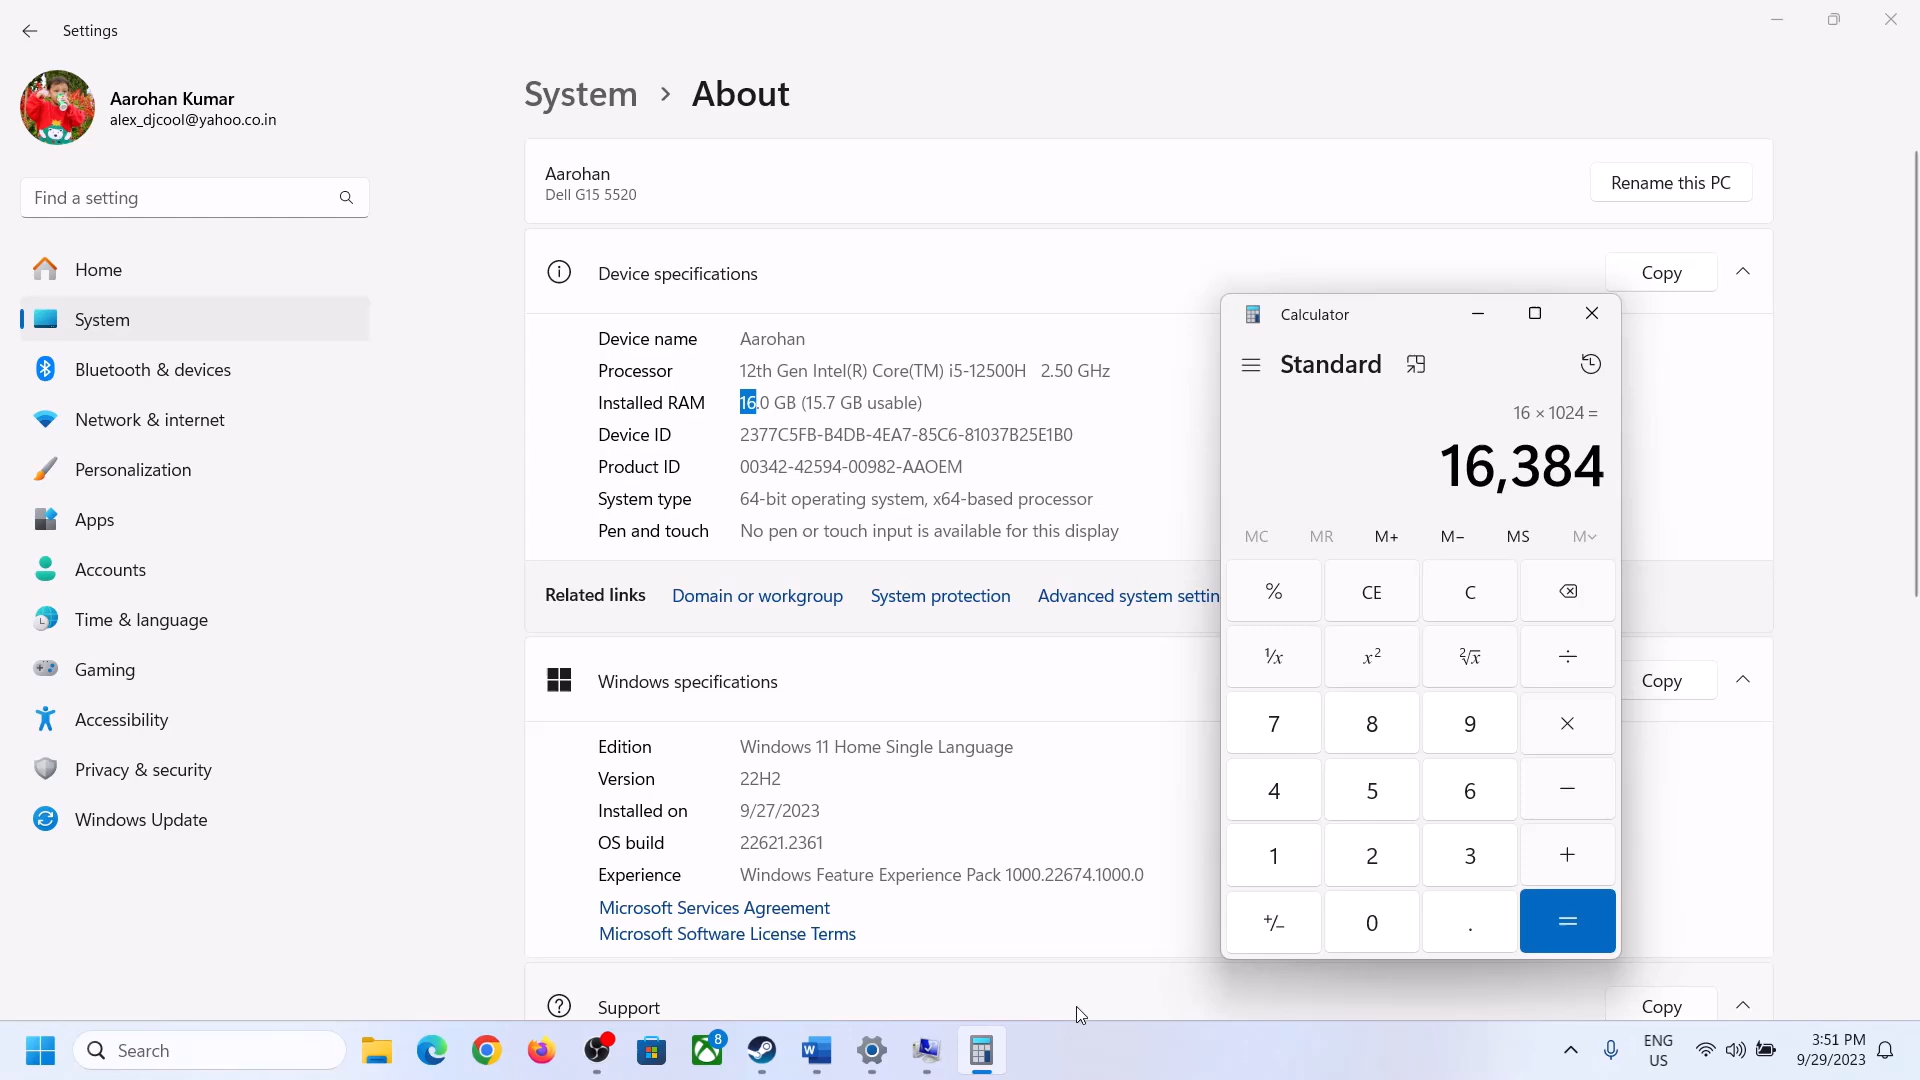 Settings
Aarohan Kumar
alex_djcool@yahoo.co.in
Find a setting
Home
System
Bluetooth & devices
Network & internet
Personalization
Apps
Accounts
Time & language
Gaming
Accessibility
Privacy & security
Windows Update
System > About
Aarohan
Dell G15 5520
Rename this PC
Device specifications
Copy
Device name Aarohan
Processor 12th Gen Intel(R) Core(TM) i5-12500H 2.50 GHz
Installed RAM 16.0 GB (15.7 GB usable)
Device ID 2377C5FB-B4DB-4EA7-85C6-81037B25E1B0
Product ID 00342-42594-00982-AAOEM
System type 64-bit operating system, x64-based processor
Pen and touch No pen or touch input is available for this display
Related links Domain or workgroup System protection Advanced system settin
Windows specifications
Copy
Edition Windows 11 Home Single Language
Version 22H2
Installed on 9/27/2023
OS build 22621.2361
Experience Windows Feature Experience Pack 1000.22674.1000.0
Microsoft Services Agreement
Microsoft Software License Terms
Support
Copy
Calculator
Standard
16 × 1024 =
16,384
MC MR M+ M− MS M
% CE C
¹⁄x x² ²√x ÷
7 8 9 ×
4 5 6 −
1 2 3 +
+/− 0 . =
Search
8
W
ENG
US
3:51 PM
9/29/2023